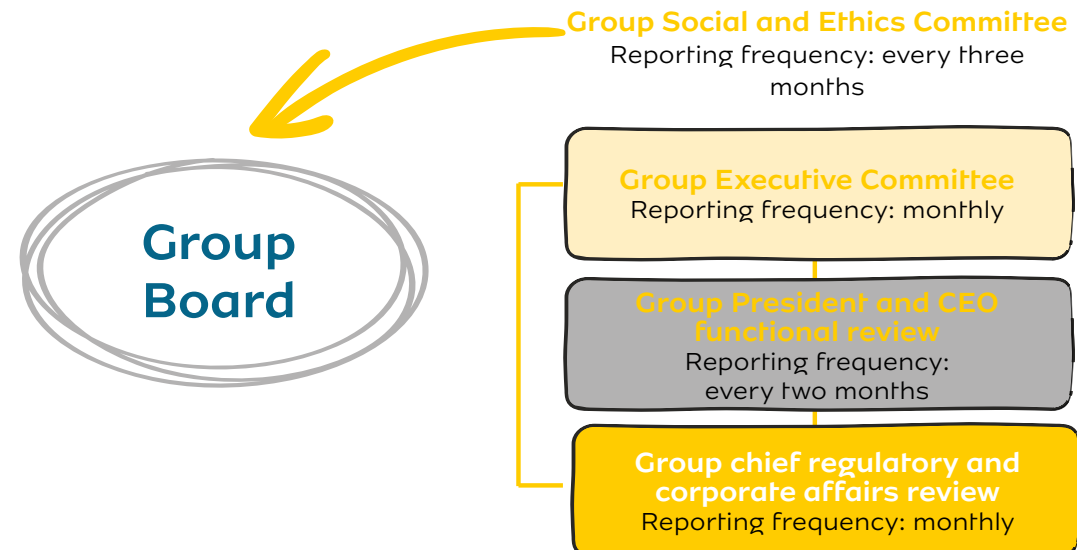 Group Social and Ethics Committee
Reporting frequency: every three
months
Group Executive Committee
Reporting frequency: monthly
Group
Board
Group President and CEO
functional review
Reporting frequency:
every two months
Group chief regulatory and
corporate affairs review
Reporting frequency: monthly